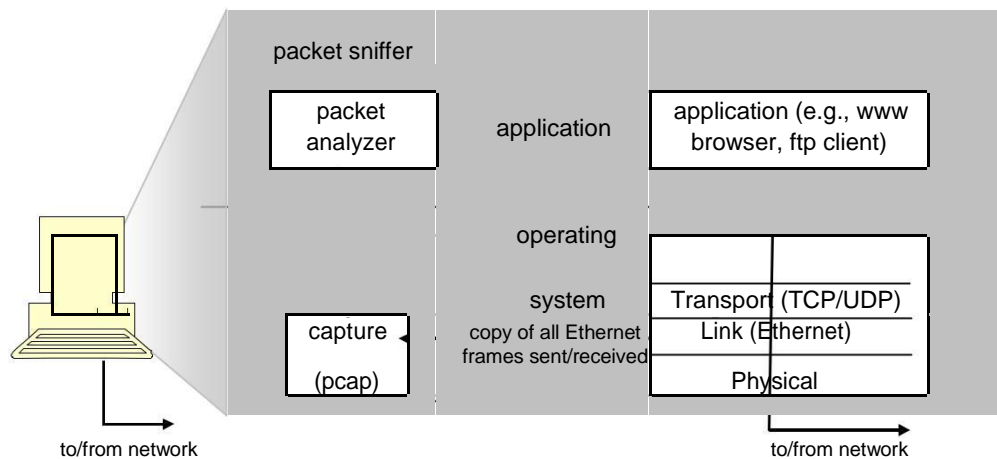 packet sniffer
packet
analyzer
application
application (e.g., www
browser, ftp client)
operating
system
Transport (TCP/UDP)
capture
copy of all Ethernet
frames sent/received
Link (Ethernet)
(pcap)
Physical
to/from network
to/from network